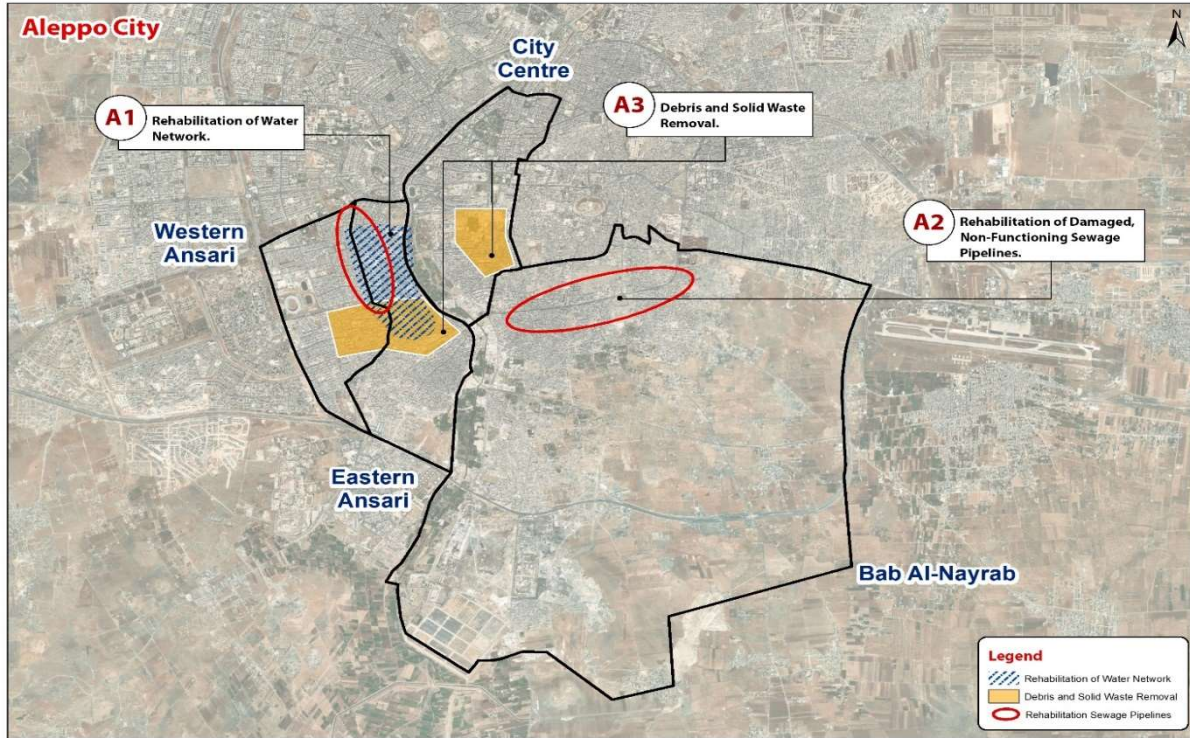 Aleppo City
N
City
Centre
A1
Rehabilitation of Water
Network.
A3
Debris and Solid Waste
Removal.
Western
Ansari
A2
Rehabilitation of Damaged,
Non-Functioning Sewage
Pipelines.
Eastern
Ansari
Bab Al-Nayrab
Legend
Rehabilitation of Water Network
Debris and Solid Waste Removal
Rehabilitation Sewage Pipelines